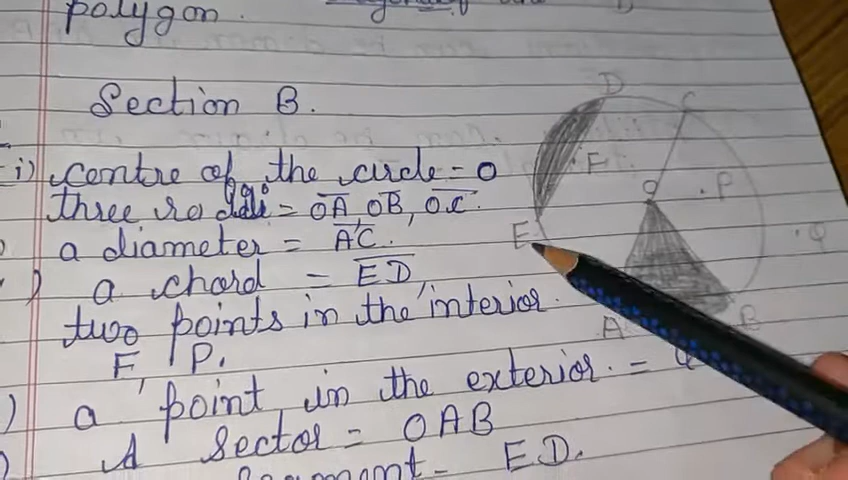 polygon.
Section B.
i) centre of the circle = O
three radii = OA, OB, OC.
a diameter = AC.
) a chord = ED,
two points in the interior.
F, P.
) a point in the exterior. = Q
A sector = OAB
ED.
D
C
F
O
P
E
Q
A
B